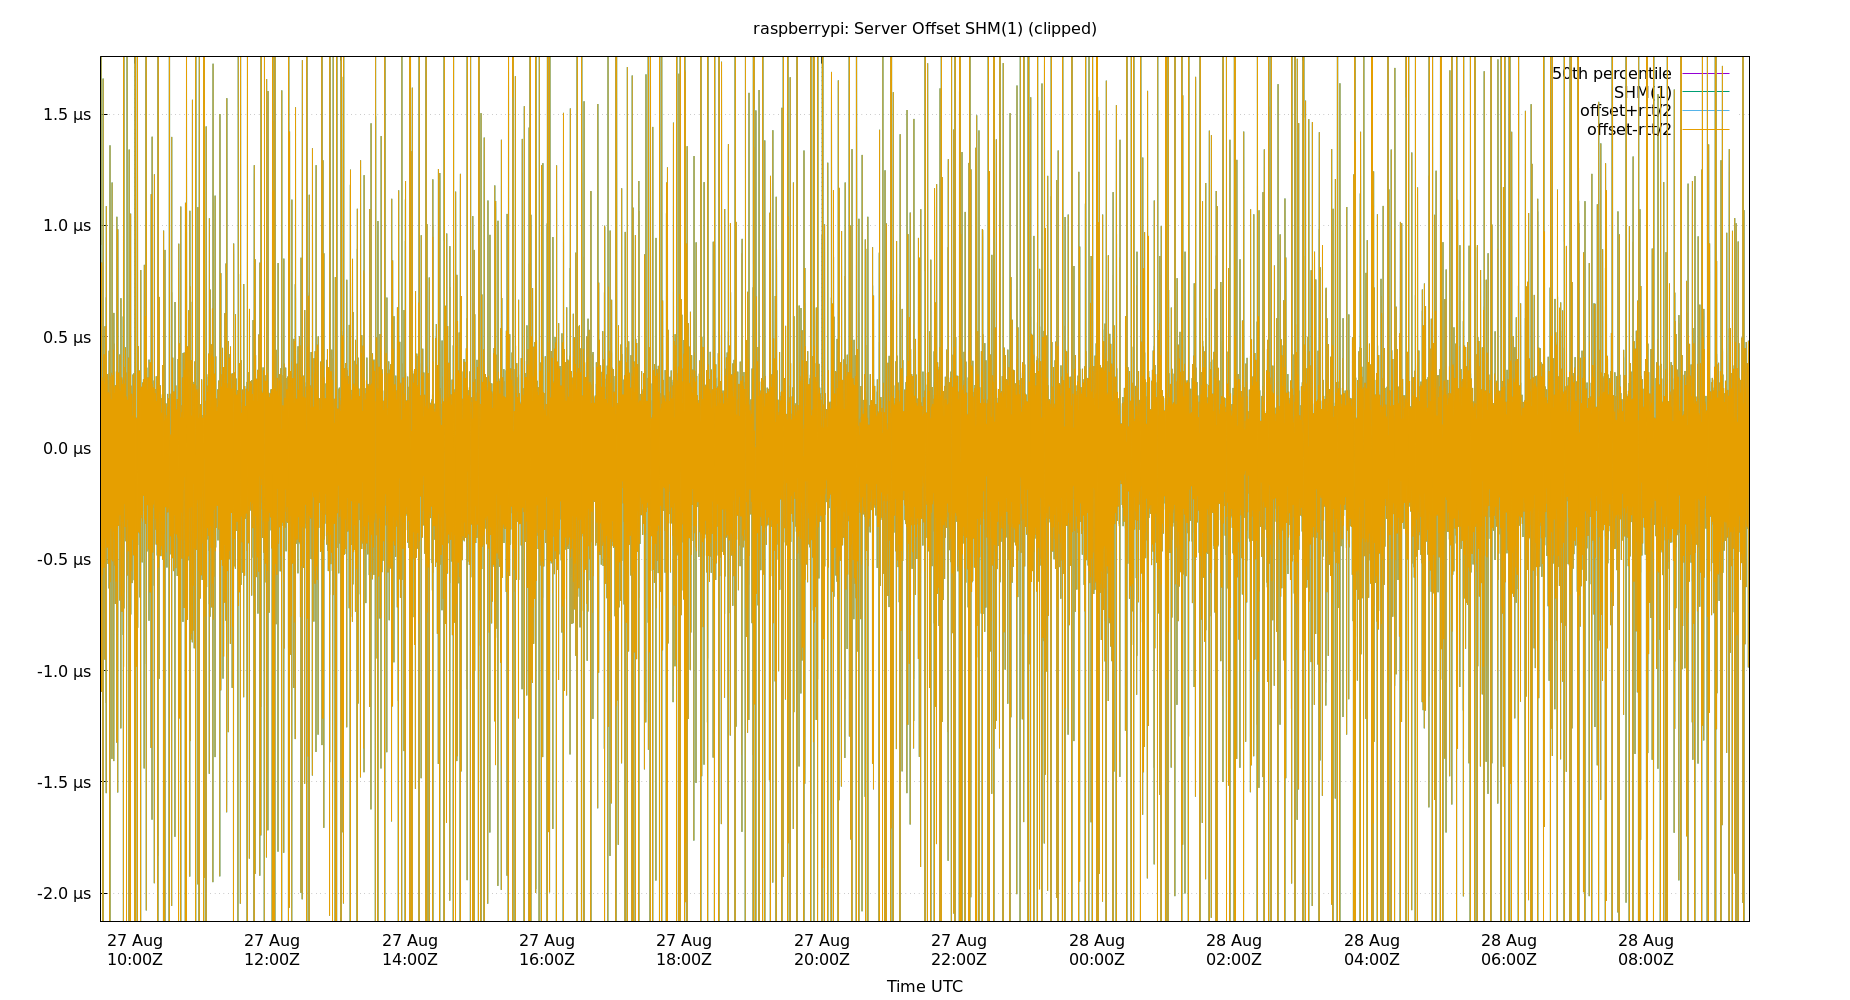 raspberrypi: Server Offset SHM(1) (clipped)
50th percentile
SHM(1)
offset+rtt/2
offset-rtt/2
1.5 µs
1.0 µs
0.5 µs
0.0 µs
-0.5 µs
-1.0 µs
-1.5 µs
-2.0 µs
27 Aug 27 Aug 27 Aug 27 Aug 27 Aug 27 Aug 27 Aug 28 Aug 28 Aug 28 Aug 28 Aug 28 Aug
10:00Z 12:00Z 14:00Z 16:00Z 18:00Z 20:00Z 22:00Z 00:00Z 02:00Z 04:00Z 06:00Z 08:00Z
Time UTC